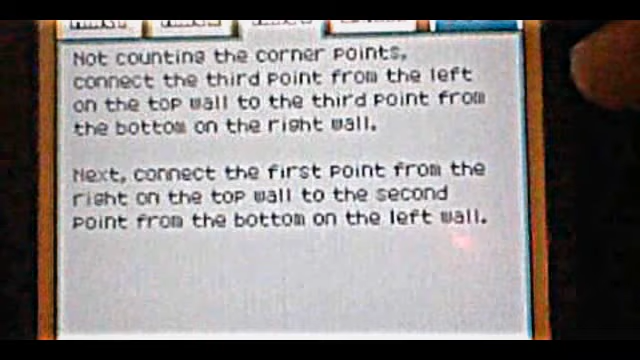 Not counting the corner points,
connect the third point from the left
on the top wall to the third point from
the bottom on the right wall.
Next, connect the first point from the
right on the top wall to the second
point from the bottom on the left wall.